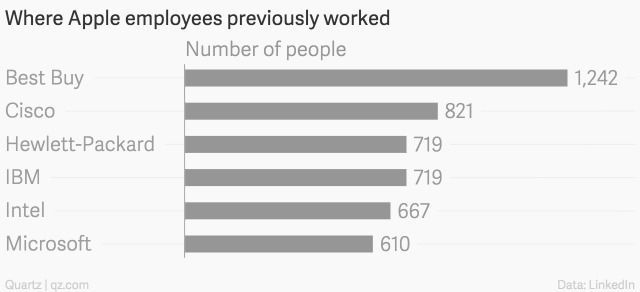 Where Apple employees previously worked
Number of people
Best Buy 1,242
Cisco 821
Hewlett-Packard 719
IBM 719
Intel 667
Microsoft 610
Quartz | qz.com Data: LinkedIn